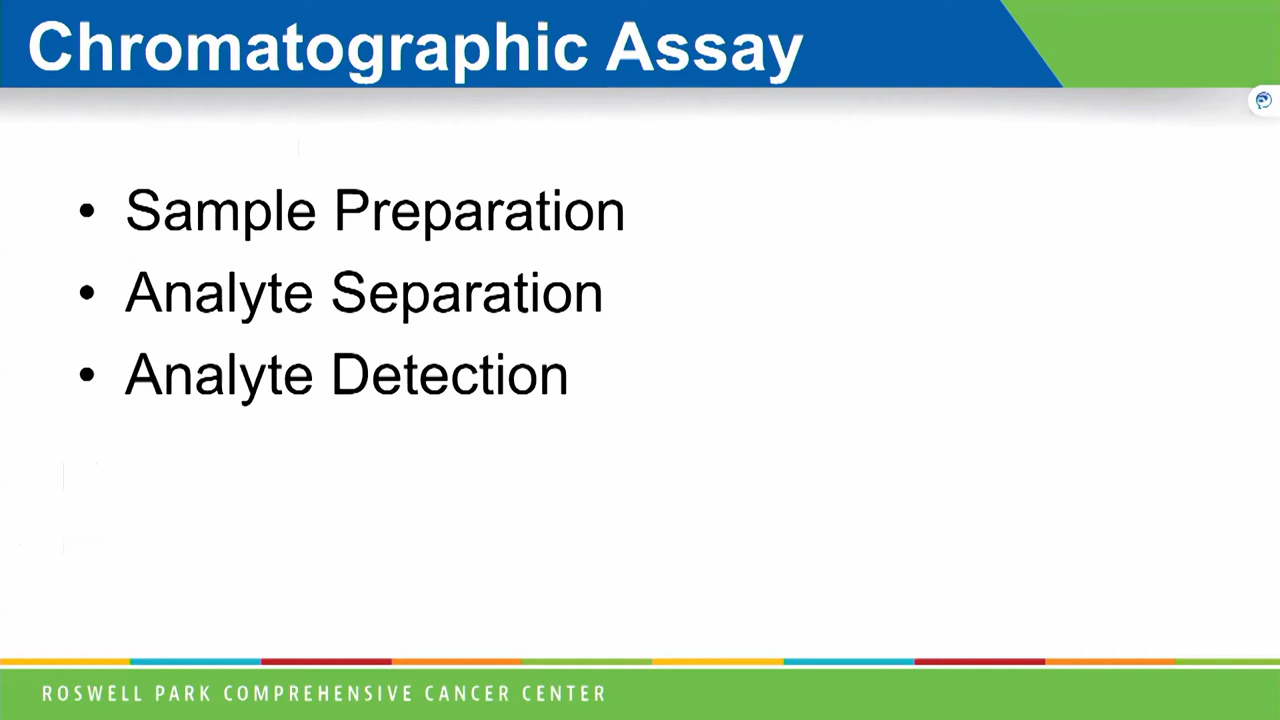 Chromatographic Assay
• Sample Preparation
• Analyte Separation
• Analyte Detection
ROSWELL PARK COMPREHENSIVE CANCER CENTER